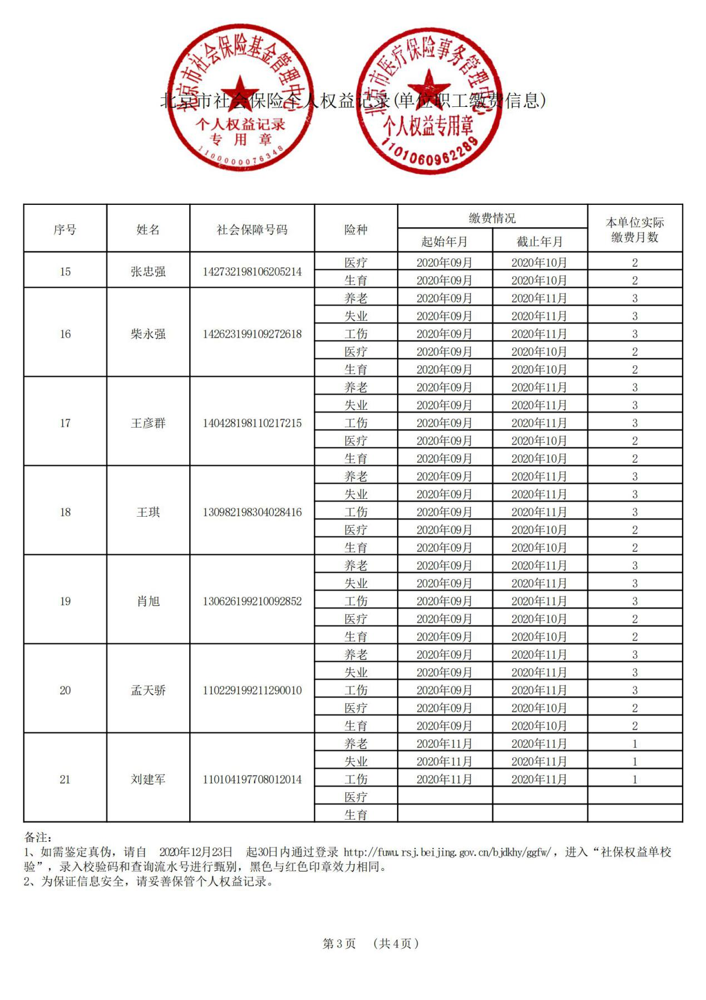 北京市社会保险基金管理中心
个人权益记录
专用章
1100000076348
北京市医疗保险事务管理中心
个人权益专用章
1101060962289
北京市社会保险个人权益记录(单位职工缴费信息)
序号 姓名 社会保障号码 险种 缴费情况 本单位实际
缴费月数
起始年月 截止年月
15 张忠强 142732198106205214 医疗 2020年09月 2020年10月 2
生育 2020年09月 2020年10月 2
16 柴永强 142623199109272618 养老 2020年09月 2020年11月 3
失业 2020年09月 2020年11月 3
工伤 2020年09月 2020年11月 3
医疗 2020年09月 2020年10月 2
生育 2020年09月 2020年10月 2
17 王彦群 140428198110217215 养老 2020年09月 2020年11月 3
失业 2020年09月 2020年11月 3
工伤 2020年09月 2020年11月 3
医疗 2020年09月 2020年10月 2
生育 2020年09月 2020年10月 2
18 王琪 130982198304028416 养老 2020年09月 2020年11月 3
失业 2020年09月 2020年11月 3
工伤 2020年09月 2020年11月 3
医疗 2020年09月 2020年10月 2
生育 2020年09月 2020年10月 2
19 肖旭 130626199210092852 养老 2020年09月 2020年11月 3
失业 2020年09月 2020年11月 3
工伤 2020年09月 2020年11月 3
医疗 2020年09月 2020年10月 2
生育 2020年09月 2020年10月 2
20 孟天骄 110229199211290010 养老 2020年09月 2020年11月 3
失业 2020年09月 2020年11月 3
工伤 2020年09月 2020年11月 3
医疗 2020年09月 2020年10月 2
生育 2020年09月 2020年10月 2
21 刘建军 110104197708012014 养老 2020年11月 2020年11月 1
失业 2020年11月 2020年11月 1
工伤 2020年11月 2020年11月 1
医疗
生育
备注：
1、如需鉴定真伪，请自 2020年12月23日 起30日内通过登录 http://fuwu.rsj.beijing.gov.cn/bjdkhy/ggfw/，进入“社保权益单校
验”，录入校验码和查询流水号进行甄别，黑色与红色印章效力相同。
2、为保证信息安全，请妥善保管个人权益记录。
第3页 (共4页)